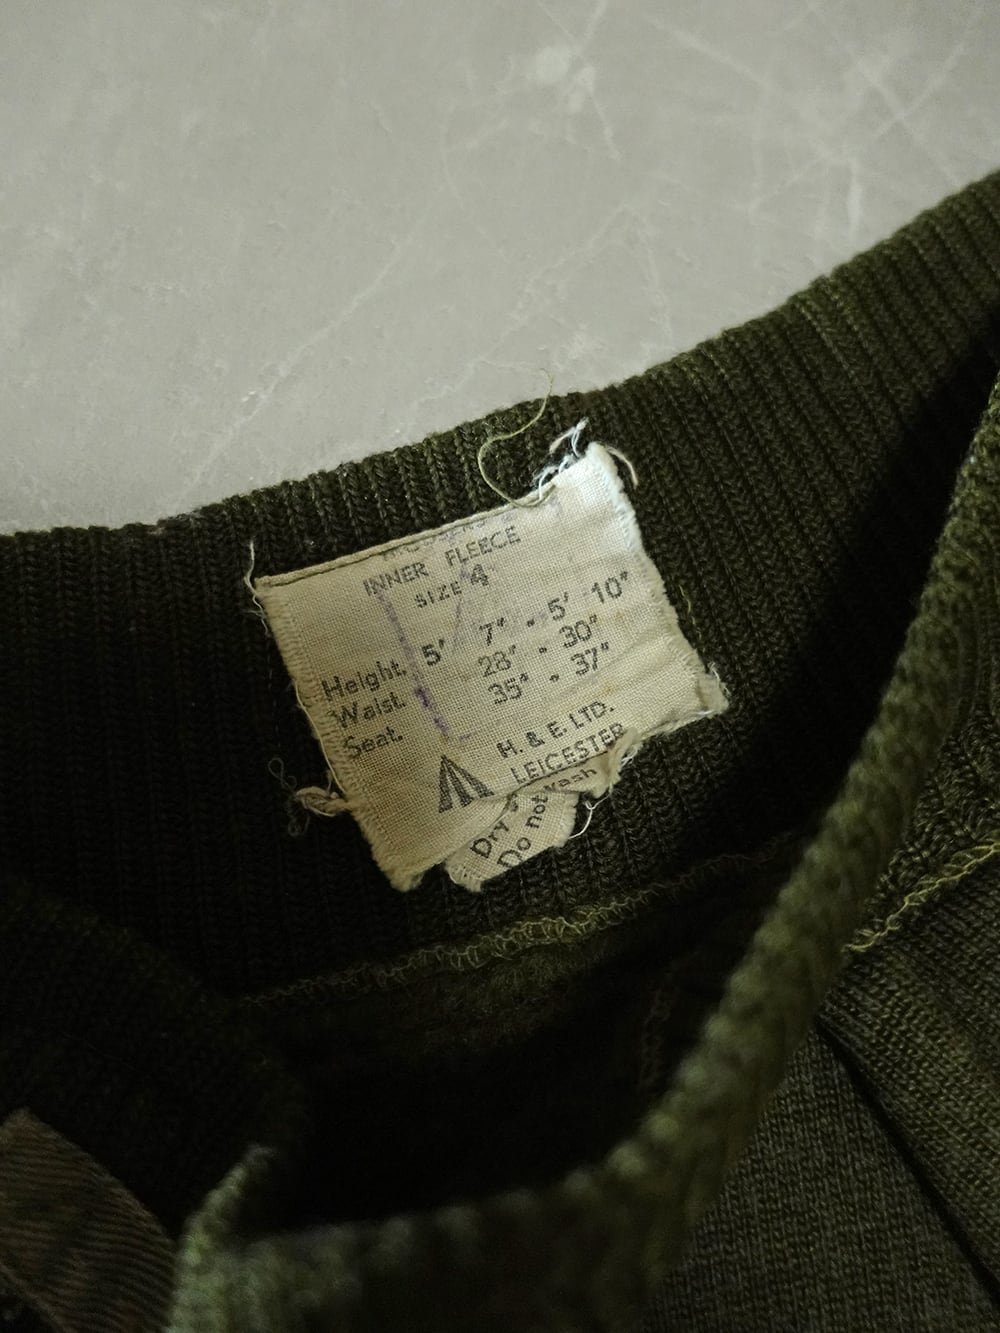 INNER FLEECE
SIZE 4
Height. 5' 7" - 5' 10"
Waist. 28" - 30"
Seat. 35" - 37"
H. & E. LTD.
LEICESTER
Dry
Do not wash